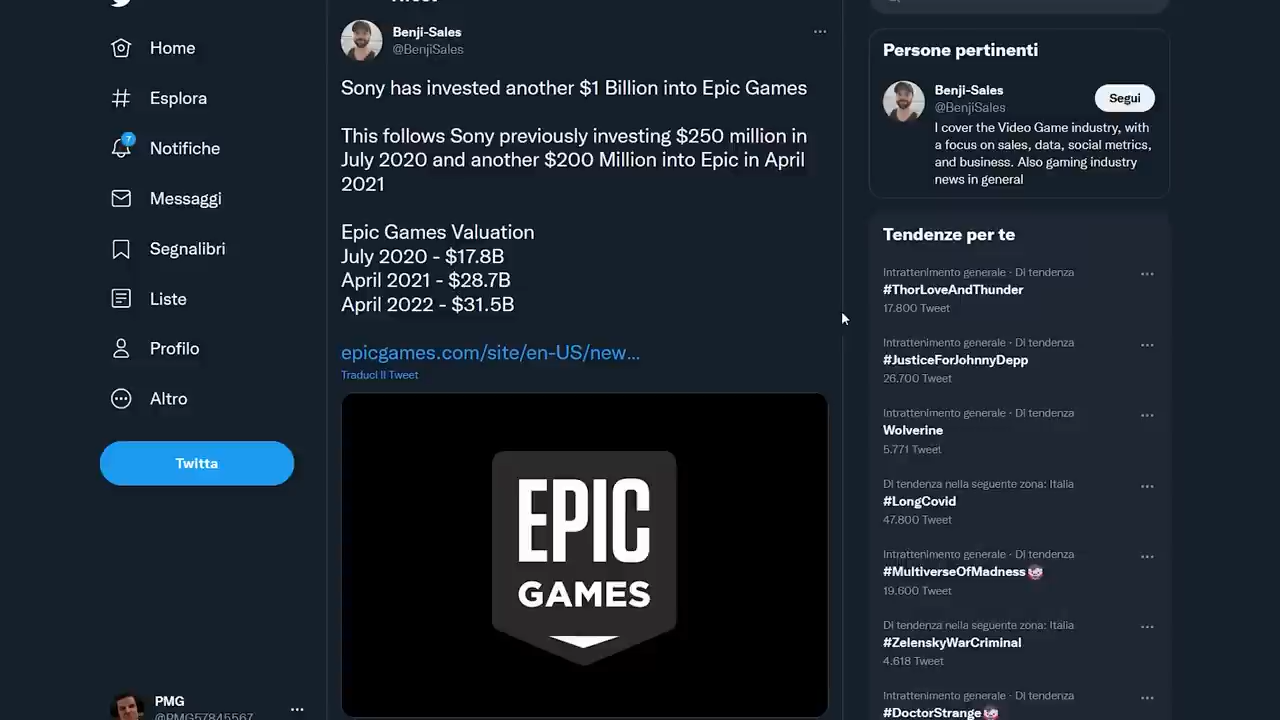 Home
Esplora
7
Notifiche
Messaggi
Segnalibri
Liste
Profilo
Altro
Twitta
PMG
@PMG57845567
Benji-Sales
@BenjiSales
Sony has invested another $1 Billion into Epic Games
This follows Sony previously investing $250 million in
July 2020 and another $200 Million into Epic in April
2021
Epic Games Valuation
July 2020 - $17.8B
April 2021 - $28.7B
April 2022 - $31.5B
epicgames.com/site/en-US/new...
Traduci il Tweet
EPIC
GAMES
Persone pertinenti
Benji-Sales
@BenjiSales
Segui
I cover the Video Game industry, with
a focus on sales, data, social metrics,
and business. Also gaming industry
news in general
Tendenze per te
Intrattenimento generale · Di tendenza
#ThorLoveAndThunder
17.800 Tweet
Intrattenimento generale · Di tendenza
#JusticeForJohnnyDepp
26.700 Tweet
Intrattenimento generale · Di tendenza
Wolverine
5.771 Tweet
Di tendenza nella seguente zona: Italia
#LongCovid
47.800 Tweet
Intrattenimento generale · Di tendenza
#MultiverseOfMadness
19.600 Tweet
Di tendenza nella seguente zona: Italia
#ZelenskyWarCriminal
4.618 Tweet
Intrattenimento generale · Di tendenza
#DoctorStrange